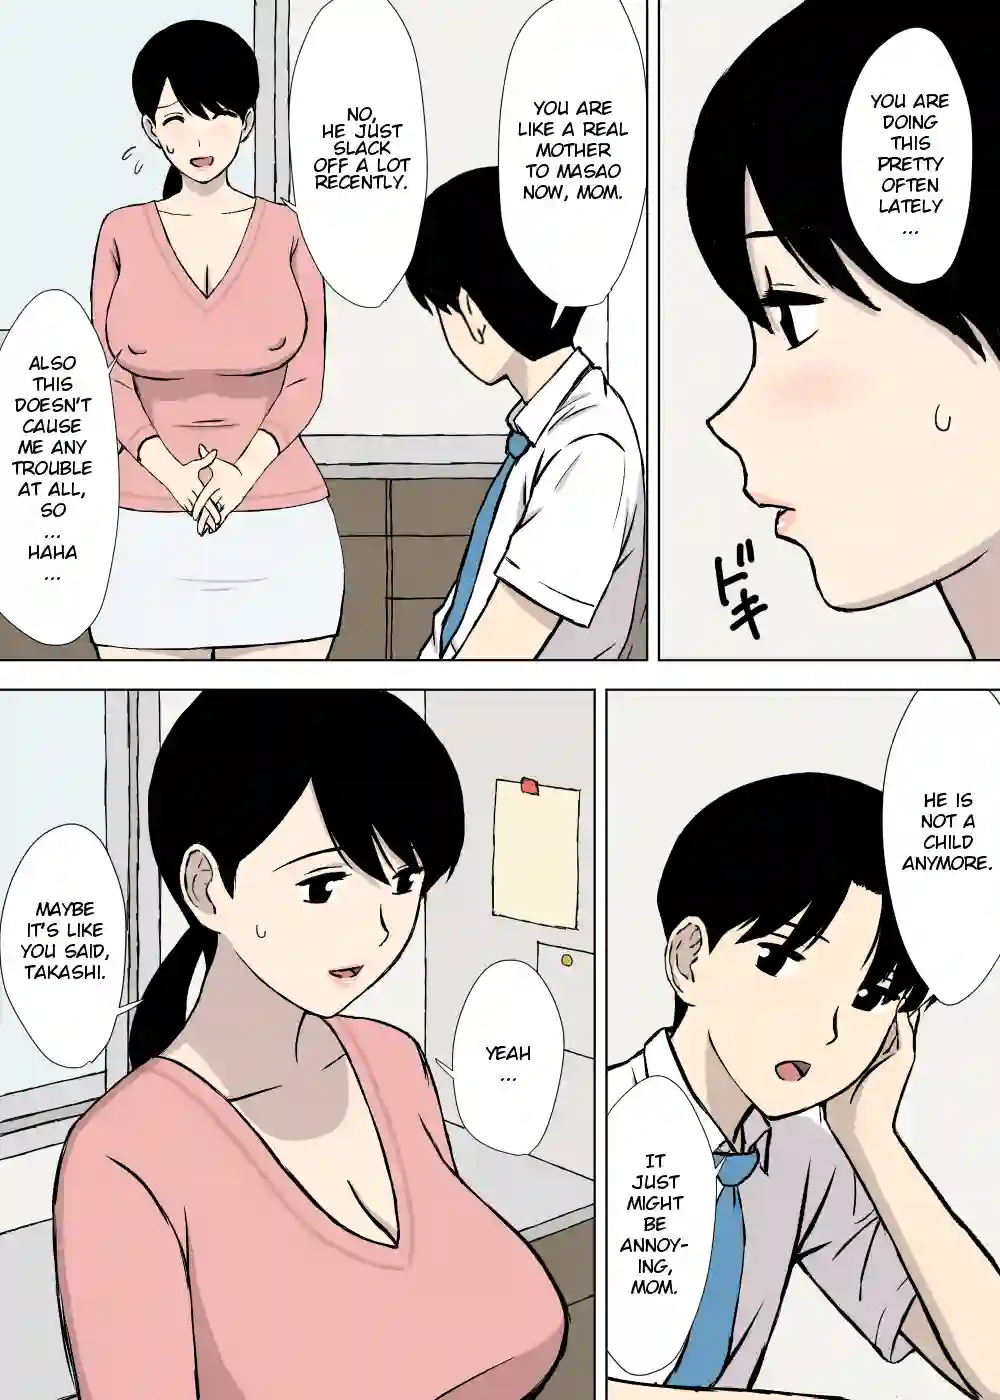 YOU ARE
DOING
THIS
PRETTY
OFTEN
LATELY
...
ドキ
YOU ARE
LIKE A REAL
MOTHER
TO MASAO
NOW, MOM.
NO,
HE JUST
SLACK
OFF A LOT
RECENTLY.
ALSO
THIS
DOESN'T
CAUSE
ME ANY
TROUBLE
AT ALL,
SO
...
HAHA
...
HE IS
NOT A
CHILD
ANYMORE.
IT
JUST
MIGHT
BE
ANNOY-
ING,
MOM.
YEAH
...
MAYBE
IT'S LIKE
YOU SAID,
TAKASHI.